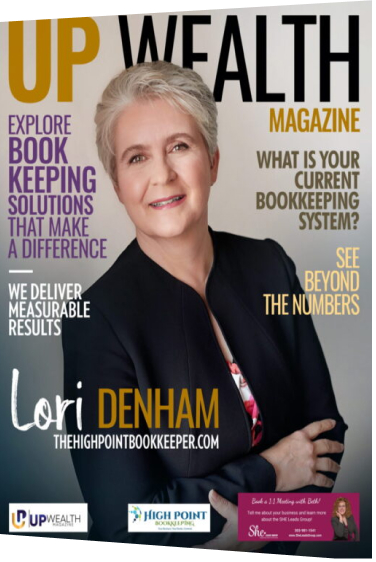 UP WEALTH
MAGAZINE
EXPLORE
BOOK
KEEPING
SOLUTIONS
THAT MAKE
A DIFFERENCE
WE DELIVER
MEASURABLE
RESULTS
WHAT IS YOUR
CURRENT
BOOKKEEPING
SYSTEM?
SEE
BEYOND
THE NUMBERS
Lori DENHAM
THEHIGHPOINTBOOKKEEPER.COM
UPWEALTH
MAGAZINE
HIGH POINT
BOOKKEEPING
Book a 1:1 Meeting with Beth!
Tell me about your business and learn more
about the SHE Leads Group!
She